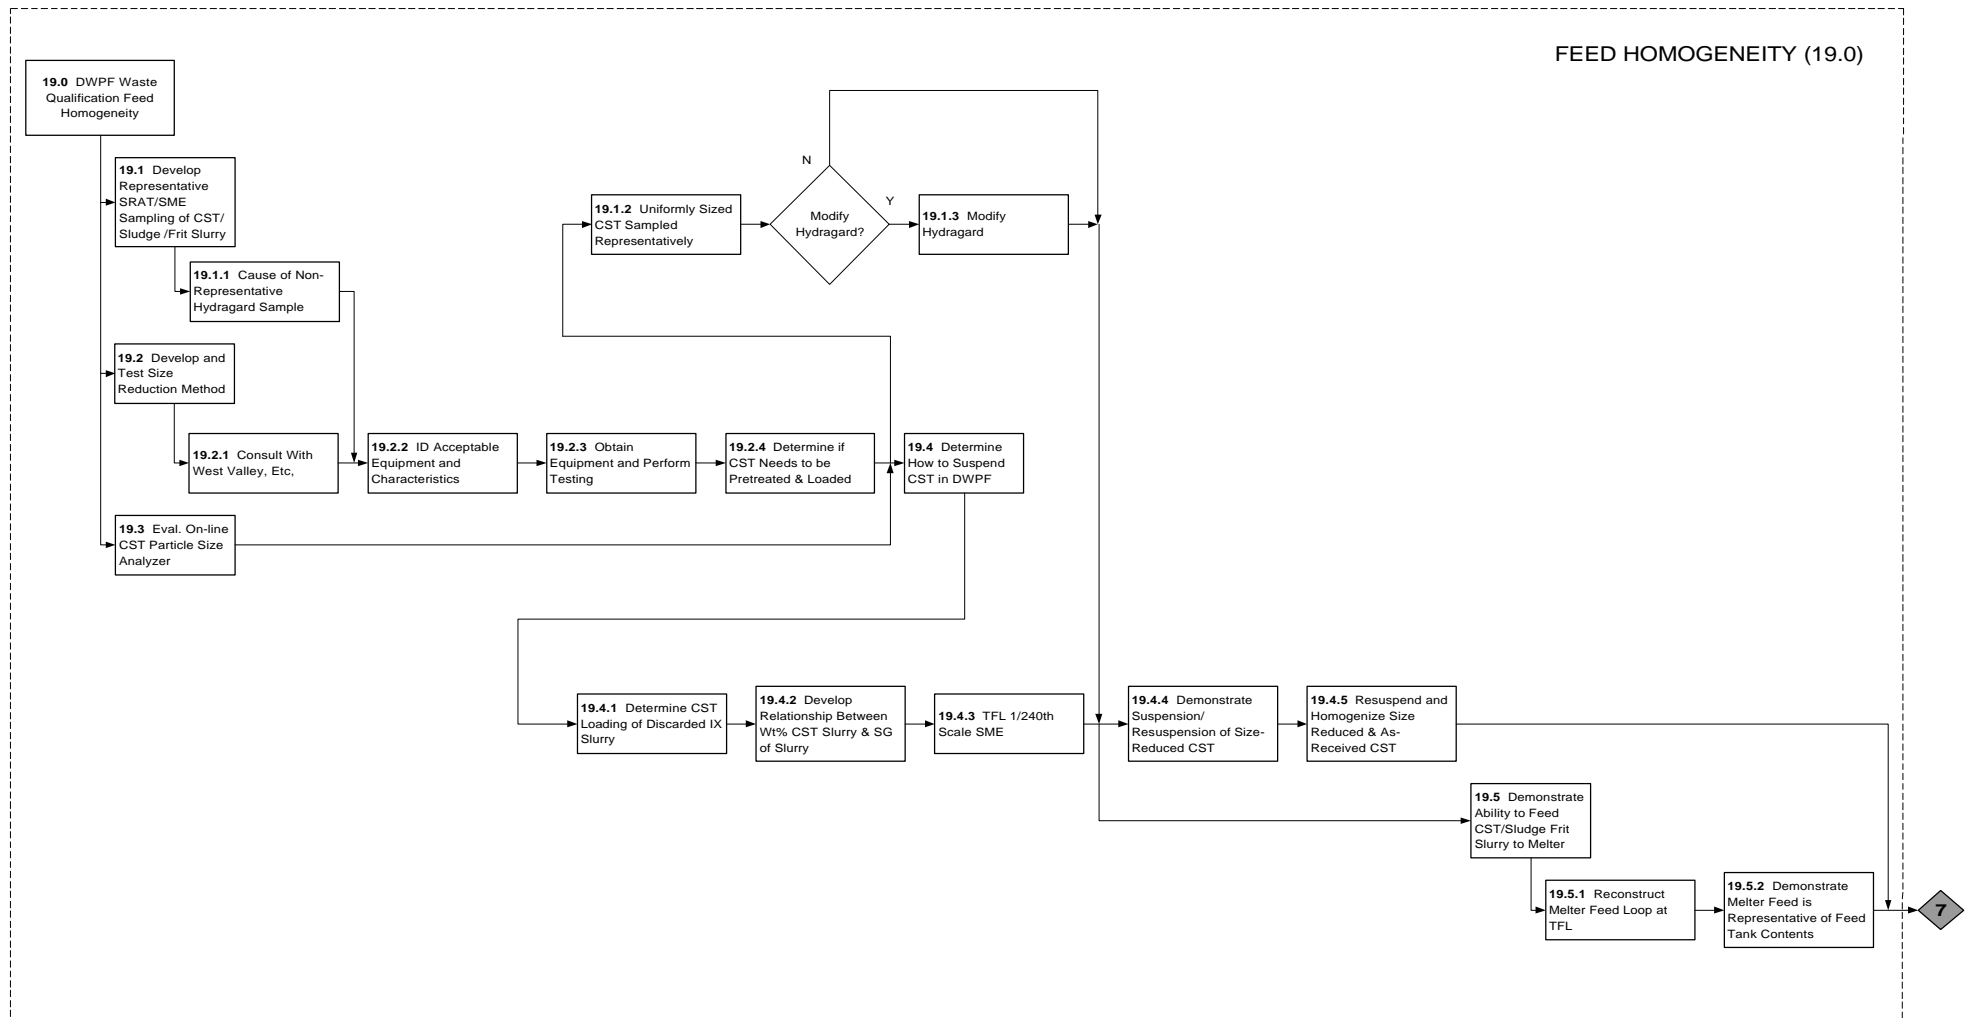 FEED HOMOGENEITY (19.0)
19.0 DWPF Waste
Qualification Feed
Homogeneity
19.1 Develop
Representative
SRAT/SME
Sampling of CST/
Sludge /Frit Slurry
19.1.1 Cause of Non-
Representative
Hydragard Sample
19.1.2 Uniformly Sized
CST Sampled
Representatively
N
Modify
Hydragard?
Y
19.1.3 Modify
Hydragard
19.2 Develop and
Test Size
Reduction Method
19.2.1 Consult With
West Valley, Etc,
19.2.2 ID Acceptable
Equipment and
Characteristics
19.2.3 Obtain
Equipment and Perform
Testing
19.2.4 Determine if
CST Needs to be
Pretreated & Loaded
19.4 Determine
How to Suspend
CST in DWPF
19.3 Eval. On-line
CST Particle Size
Analyzer
19.4.1 Determine CST
Loading of Discarded IX
Slurry
19.4.2 Develop
Relationship Between
Wt% CST Slurry & SG
of Slurry
19.4.3 TFL 1/240th
Scale SME
19.4.4 Demonstrate
Suspension/
Resuspension of Size-
Reduced CST
19.4.5 Resuspend and
Homogenize Size
Reduced & As-
Received CST
19.5 Demonstrate
Ability to Feed
CST/Sludge Frit
Slurry to Melter
19.5.1 Reconstruct
Melter Feed Loop at
TFL
19.5.2 Demonstrate
Melter Feed is
Representative of Feed
Tank Contents
7